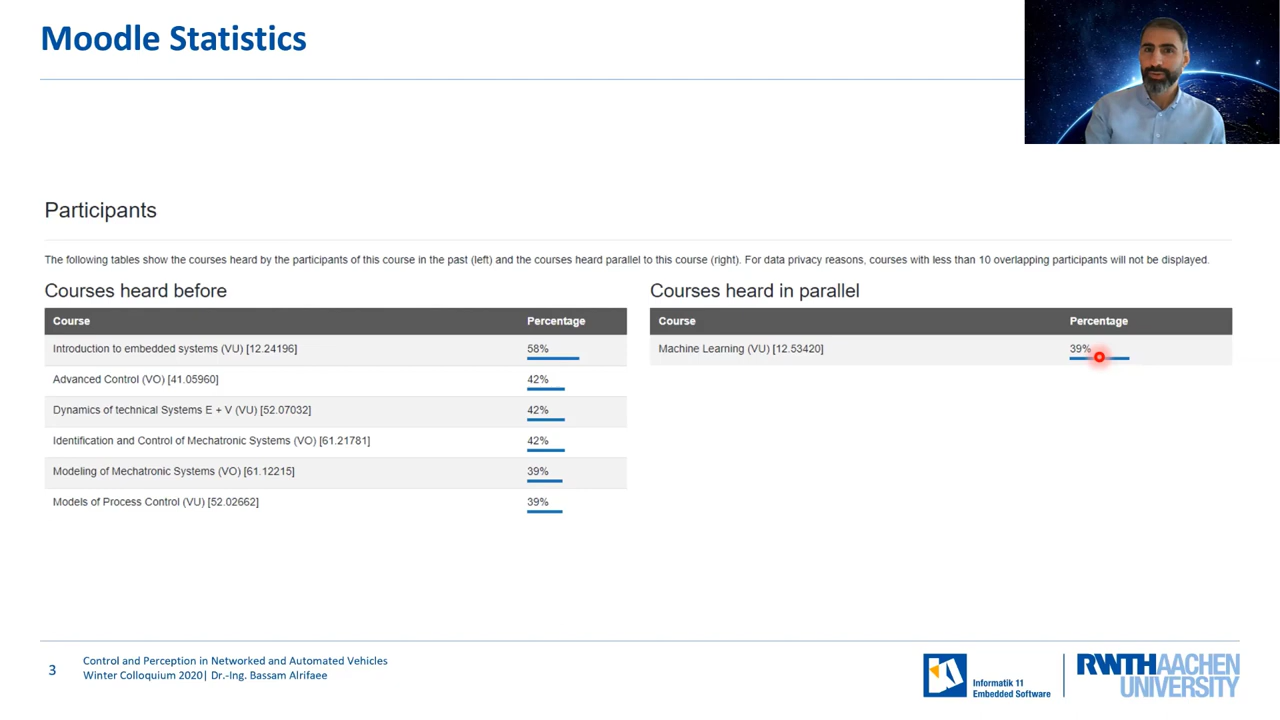 Moodle Statistics
Participants
The following tables show the courses heard by the participants of this course in the past (left) and the courses heard parallel to this course (right). For data privacy reasons, courses with less than 10 overlapping participants will not be displayed.
Courses heard before
Course Percentage
Introduction to embedded systems (VU) [12.24196] 58%
Advanced Control (VO) [41.05960] 42%
Dynamics of technical Systems E + V (VU) [52.07032] 42%
Identification and Control of Mechatronic Systems (VO) [61.21781] 42%
Modeling of Mechatronic Systems (VO) [61.12215] 39%
Models of Process Control (VU) [52.02662] 39%
Courses heard in parallel
Course Percentage
Machine Learning (VU) [12.53420] 39%
3
Control and Perception in Networked and Automated Vehicles
Winter Colloquium 2020| Dr.-Ing. Bassam Alrifaee
Informatik 11
Embedded Software
RWTHAACHEN
UNIVERSITY